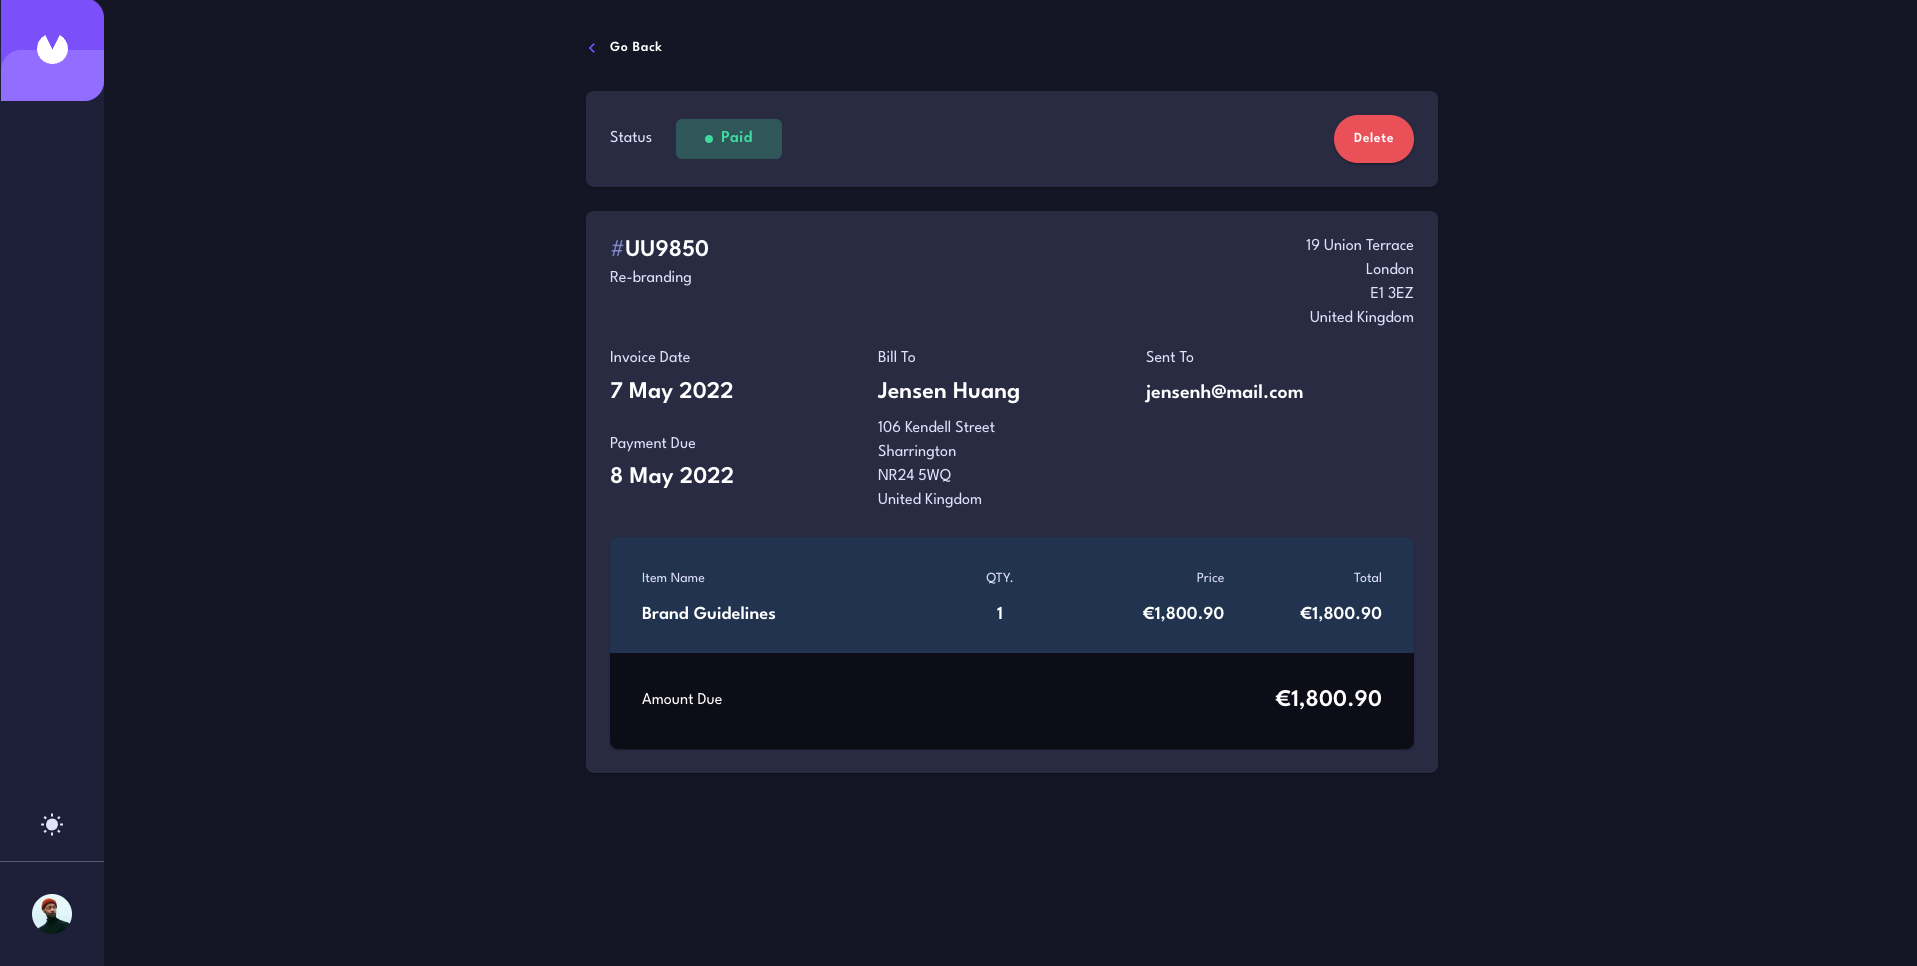 Go Back
Status
Paid
Delete
#UU9850
Re-branding
19 Union Terrace
London
E1 3EZ
United Kingdom
Invoice Date
7 May 2022
Payment Due
8 May 2022
Bill To
Jensen Huang
106 Kendell Street
Sharrington
NR24 5WQ
United Kingdom
Sent To
jensenh@mail.com
Item Name QTY. Price Total
Brand Guidelines 1 €1,800.90 €1,800.90
Amount Due €1,800.90